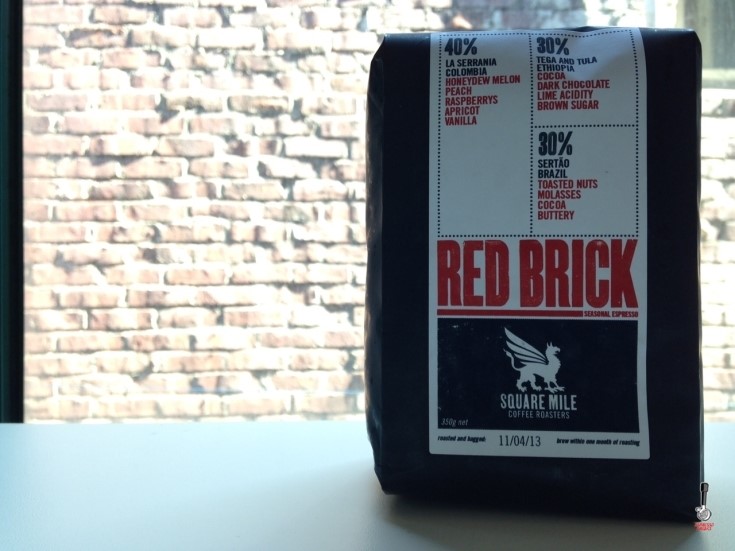 40%
LA SERRANIA
COLOMBIA
HONEYDEW MELON
PEACH
RASPBERRYS
APRICOT
VANILLA
30%
TEGA AND TULA
ETHIOPIA
COCOA
DARK CHOCOLATE
LIME ACIDITY
BROWN SUGAR
30%
SERTÃO
BRAZIL
TOASTED NUTS
MOLASSES
COCOA
BUTTERY
RED BRICK
SEASONAL ESPRESSO
SQUARE MILE
COFFEE ROASTERS
350g net
roasted and bagged: 11/04/13 brew within one month of roasting